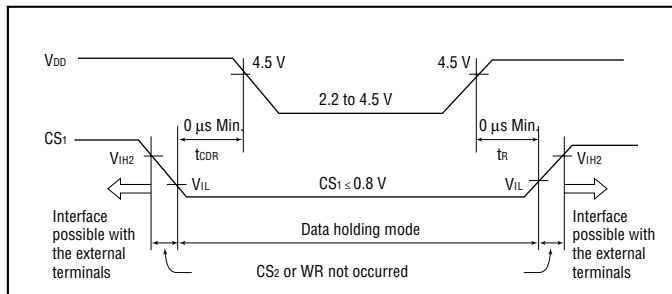 VDD
4.5 V
4.5 V
2.2 to 4.5 V
0 µs Min.
0 µs Min.
CS1
VIH2
tCDR
tR
VIH2
VIL
CS1 ≤ 0.8 V
VIL
Interface
possible with
the external
terminals
Data holding mode
Interface
possible with
the external
terminals
CS2 or WR not occurred